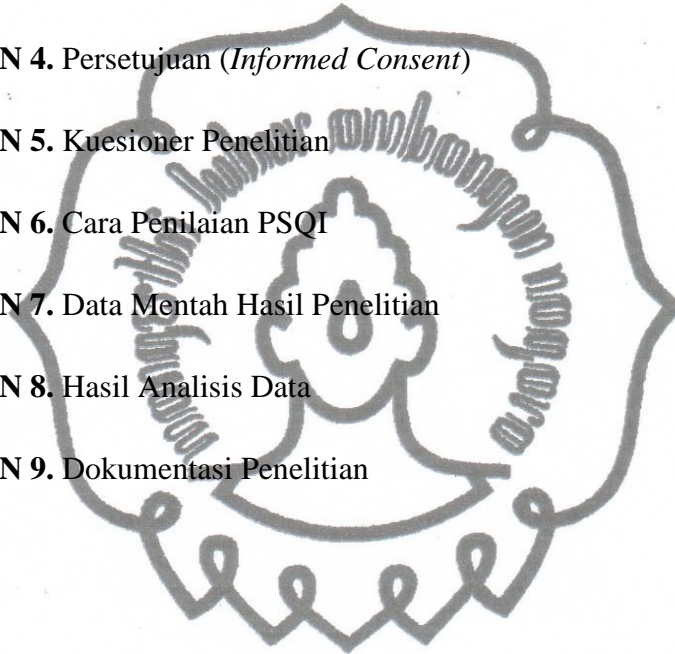 N 4. Persetujuan (Informed Consent)
N 5. Kuesioner Penelitian
N 6. Cara Penilaian PSQI
N 7. Data Mentah Hasil Penelitian
N 8. Hasil Analisis Data
N 9. Dokumentasi Penelitian